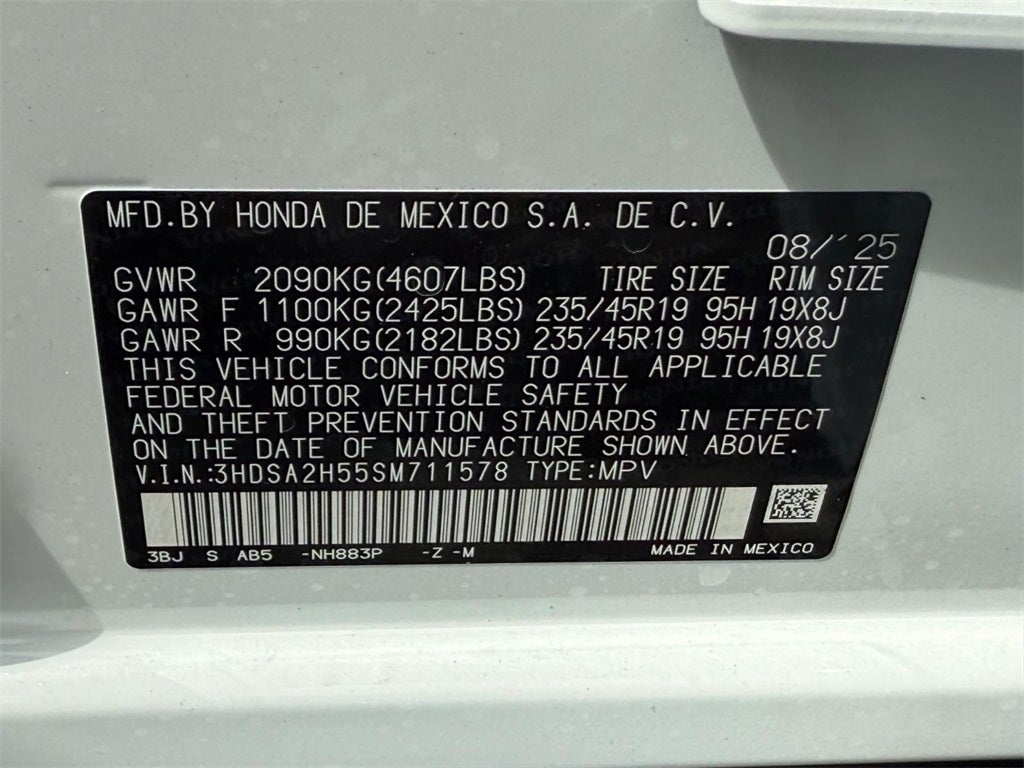 MFD.BY HONDA DE MEXICO S.A. DE C.V.
08/´25
GVWR 2090KG(4607LBS) TIRE SIZE RIM SIZE
GAWR F 1100KG(2425LBS) 235/45R19 95H 19X8J
GAWR R 990KG(2182LBS) 235/45R19 95H 19X8J
THIS VEHICLE CONFORMS TO ALL APPLICABLE
FEDERAL MOTOR VEHICLE SAFETY
AND THEFT PREVENTION STANDARDS IN EFFECT
ON THE DATE OF MANUFACTURE SHOWN ABOVE.
V.I.N.:3HDSA2H55SM711578 TYPE:MPV
3BJ S AB5 -NH883P -Z -M MADE IN MEXICO